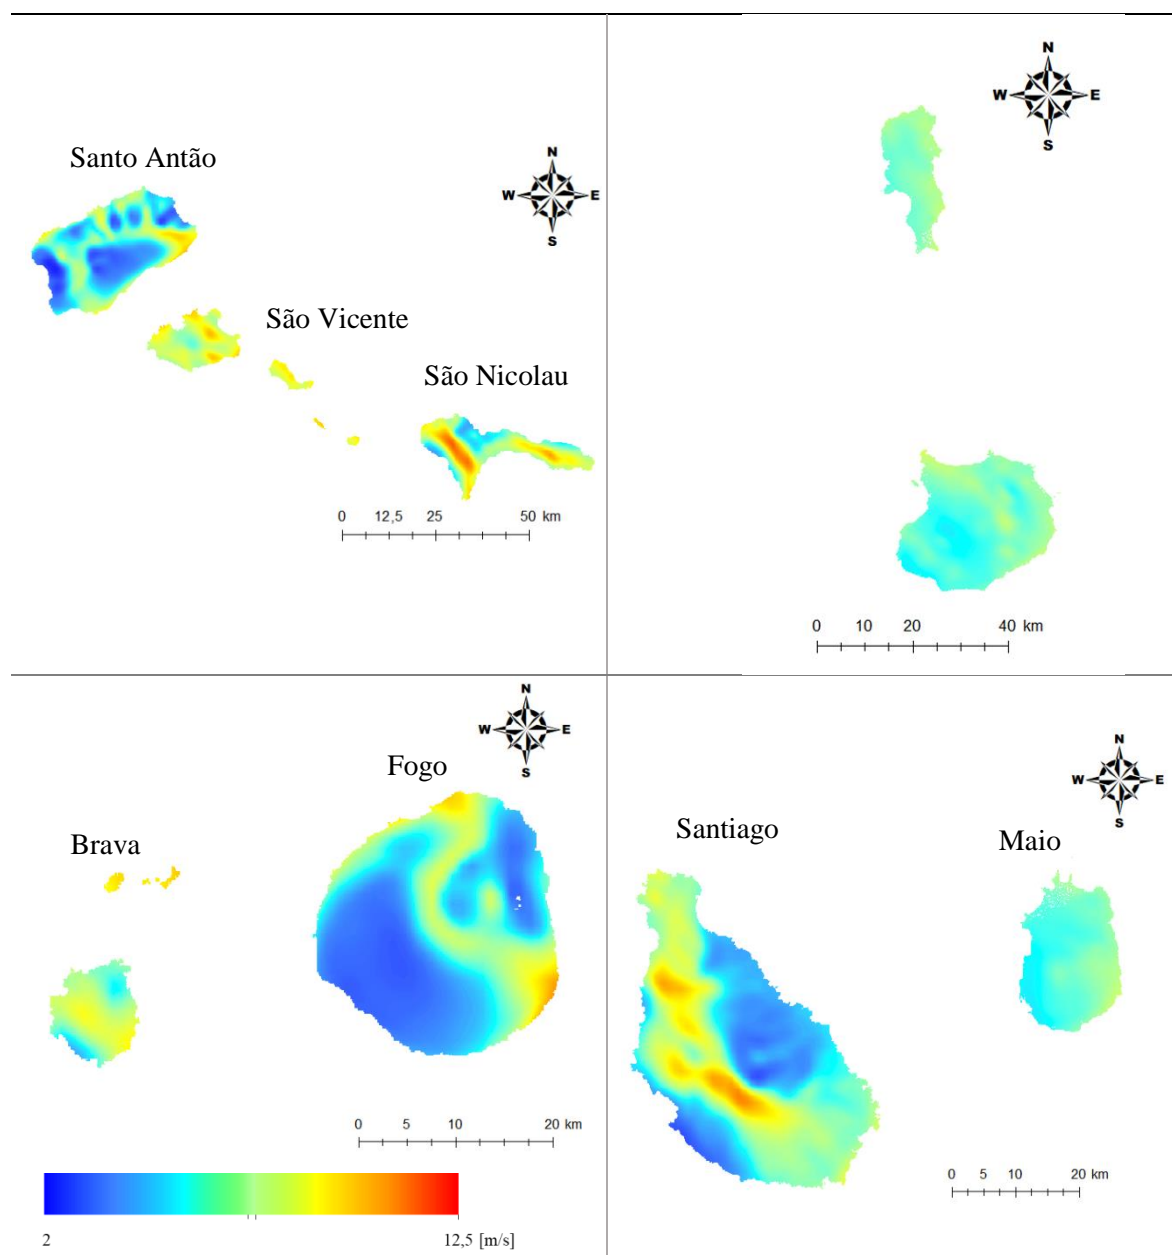 N
W E
S
Santo Antão
São Vicente
São Nicolau
0 12,5 25 50 km
N
W E
S
0 10 20 40 km
N
W E
S
Fogo
Brava
0 5 10 20 km
2 12,5 [m/s]
N
W E
S
Santiago
Maio
0 5 10 20 km